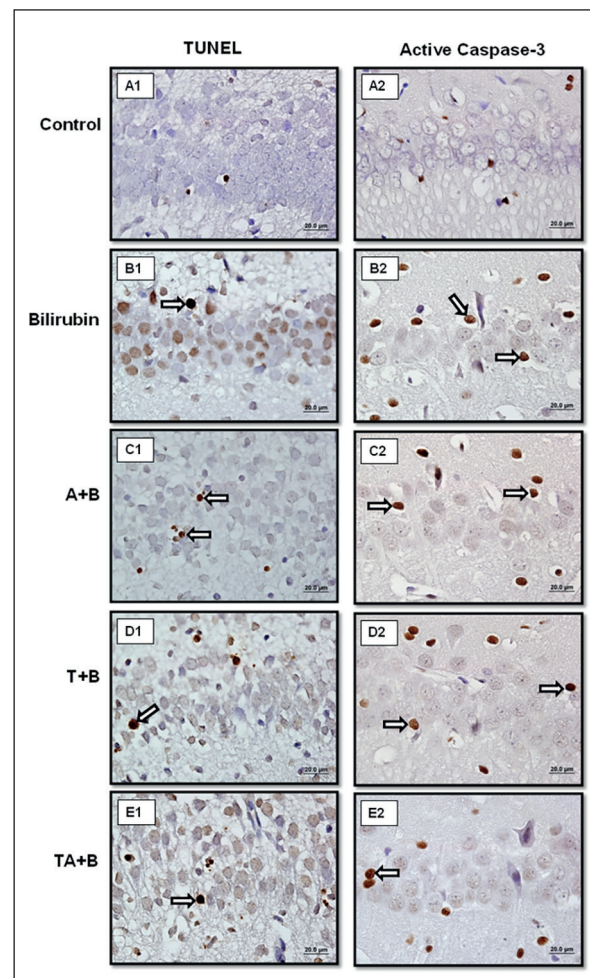 TUNEL Active Caspase-3
Control
A1
20.0 µm
A2
20.0 µm
Bilirubin
B1
20.0 µm
B2
20.0 µm
A+B
C1
20.0 µm
C2
20.0 µm
T+B
D1
20.0 µm
D2
20.0 µm
TA+B
E1
20.0 µm
E2
20.0 µm